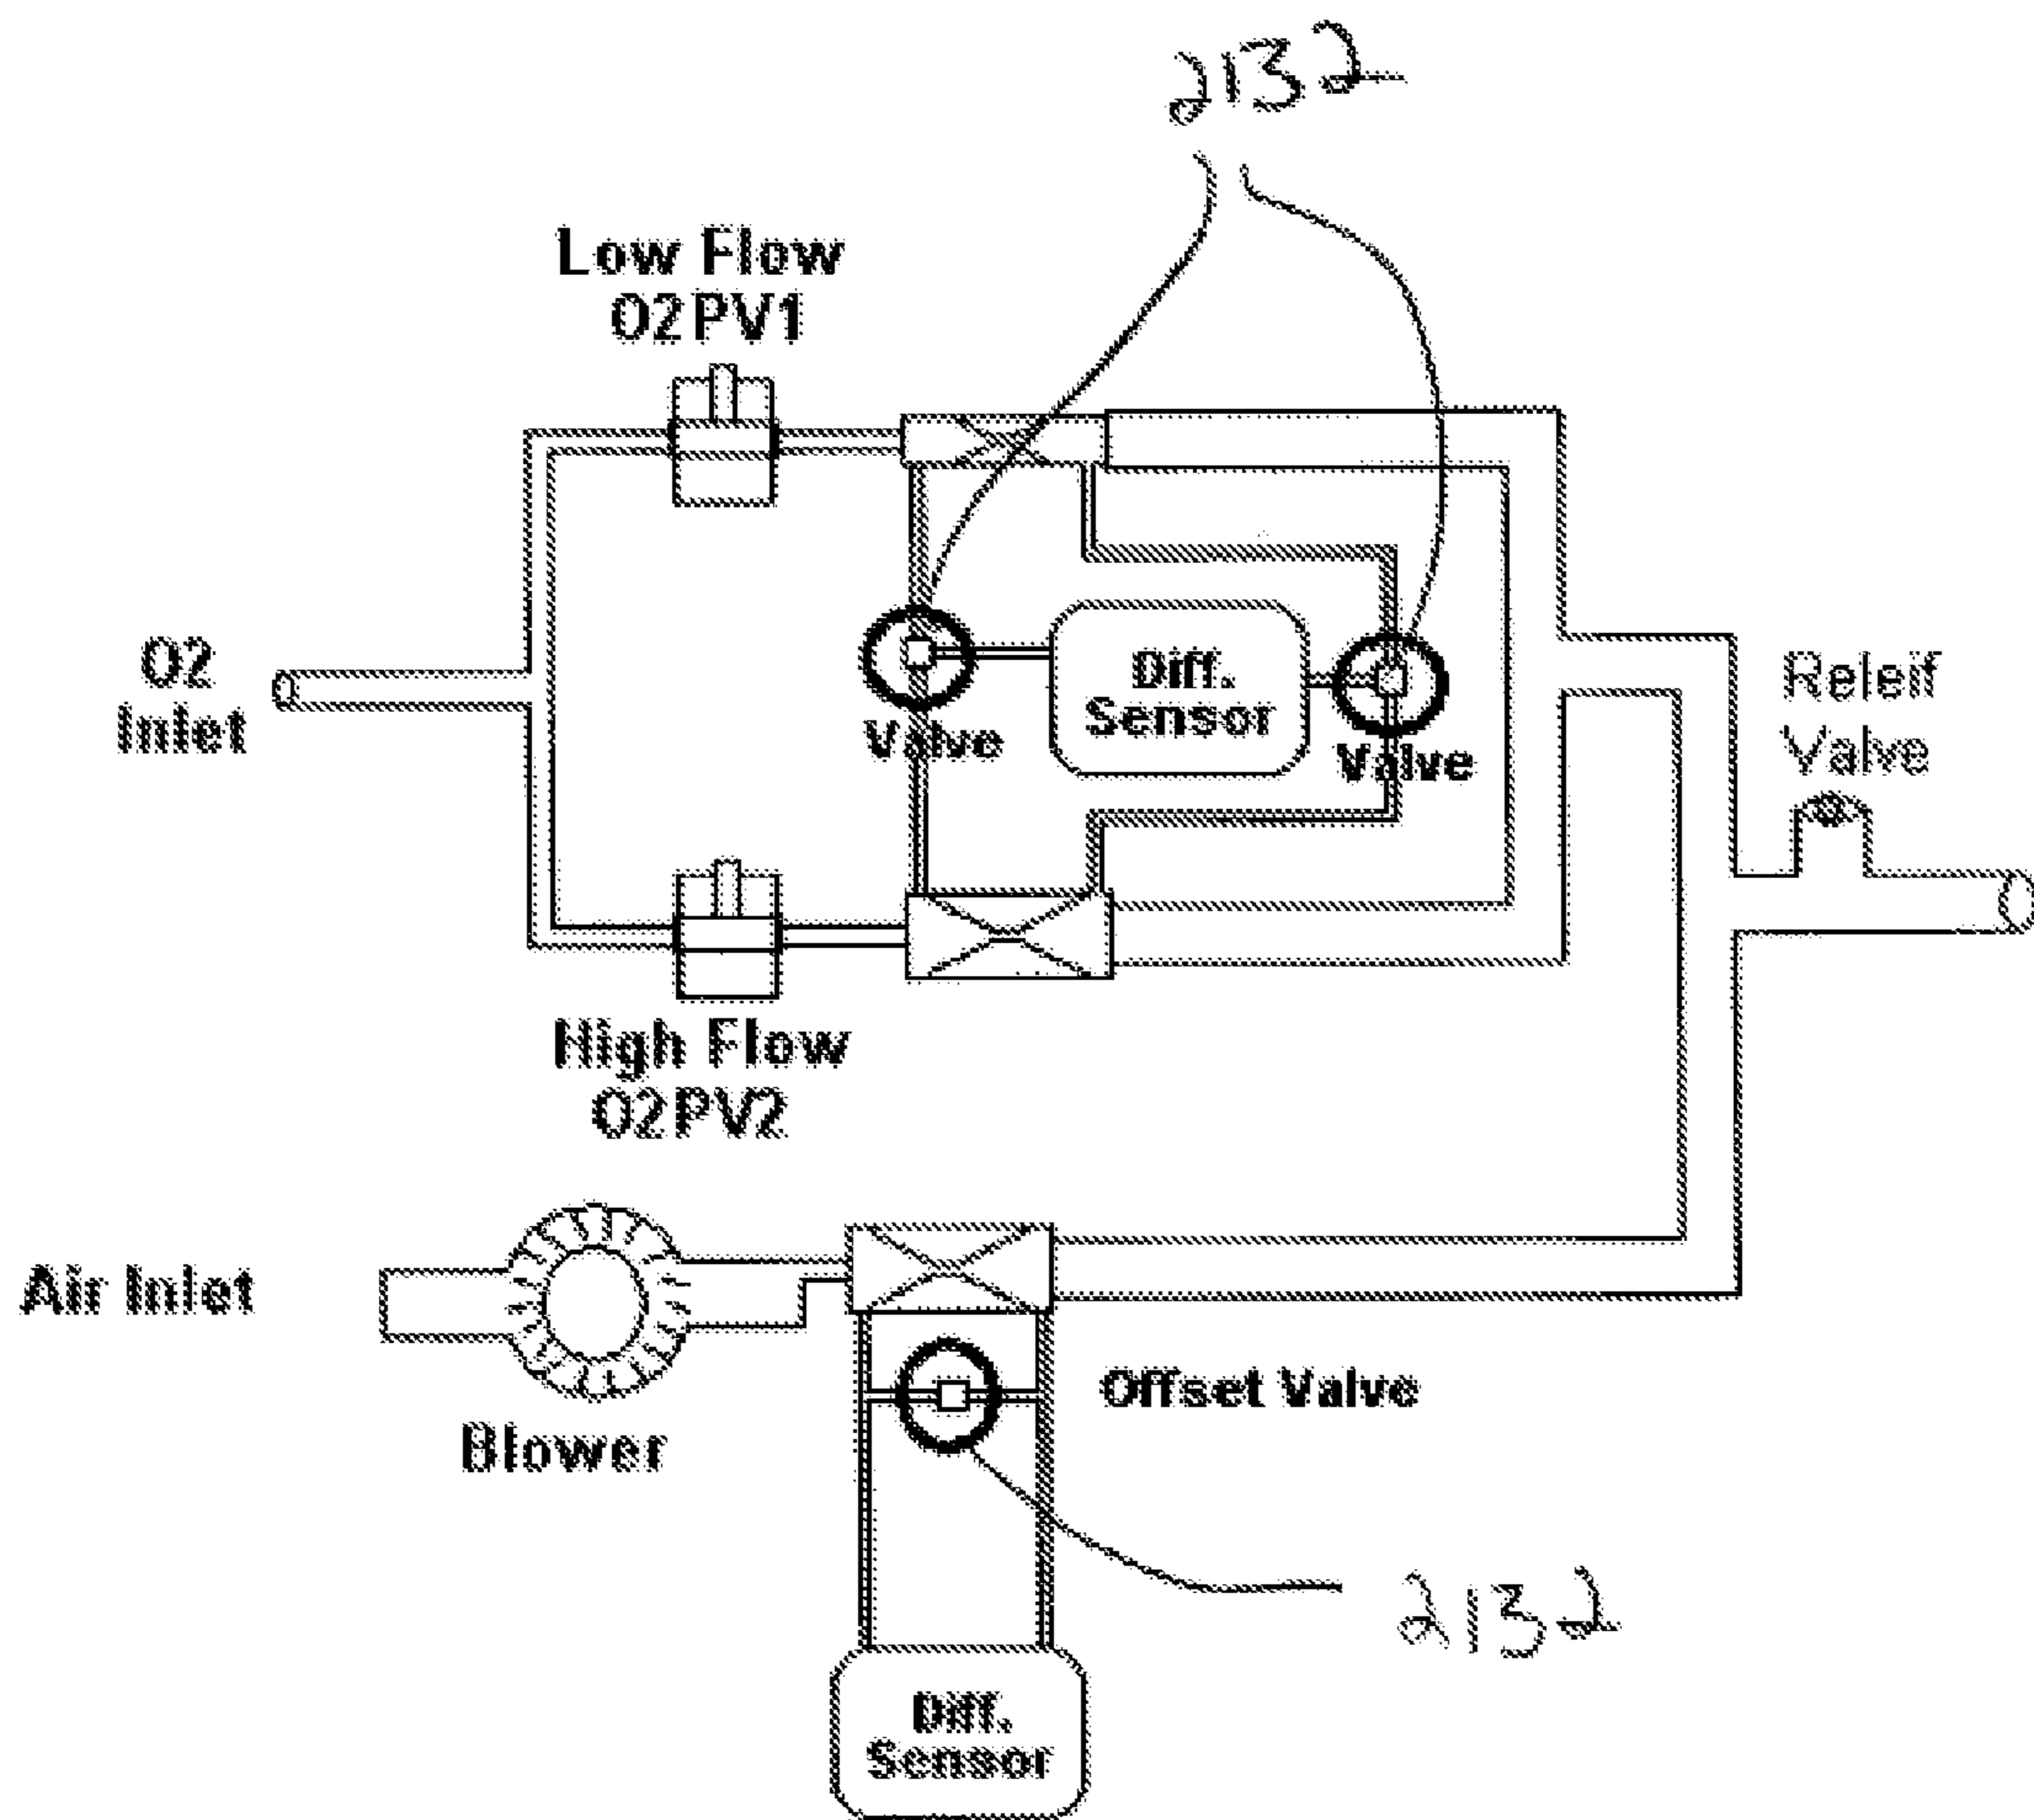 2132
Low Flow
O2PV1
O2
Inlet
Diff.
Sensor
Valve
Valve
Releif
Valve
High Flow
O2PV2
Air Inlet
Blower
Offset Valve
2132
Diff.
Sensor